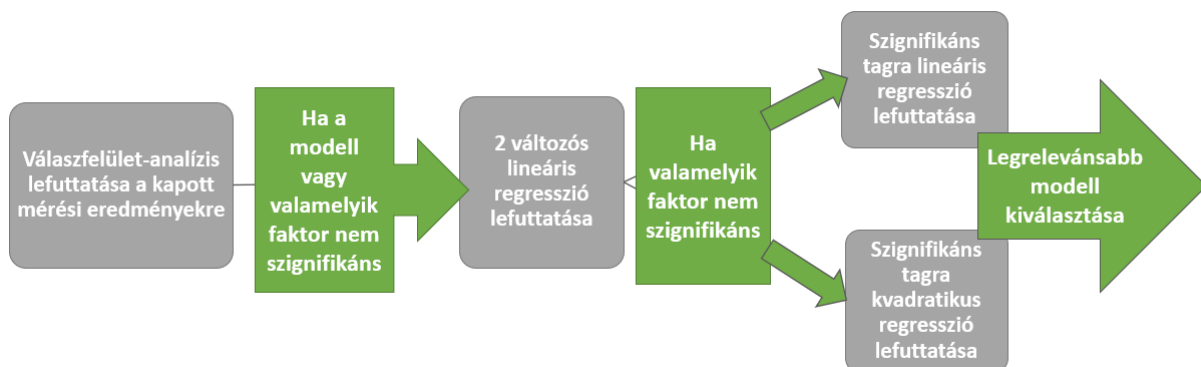 Válaszfelület-analízis
lefuttatása a kapott
mérési eredményekre
Ha a
modell
vagy
valamelyik
faktor nem
szignifikáns
2 változós
lineáris
regresszió
lefuttatása
Ha
valamelyik
faktor nem
szignifikáns
Szignifikáns
tagra lineáris
regresszió
lefuttatása
Szignifikáns
tagra
kvadratikus
regresszió
lefuttatása
Legrelevánsabb
modell
kiválasztása